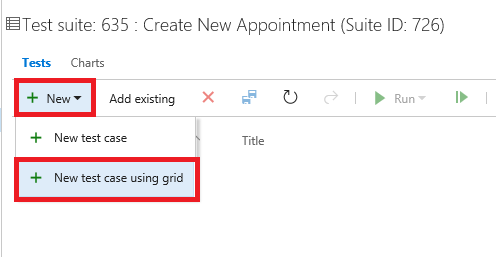 Test suite: 635 : Create New Appointment (Suite ID: 726)
Tests Charts
New Add existing Run
New test case
Title
New test case using grid